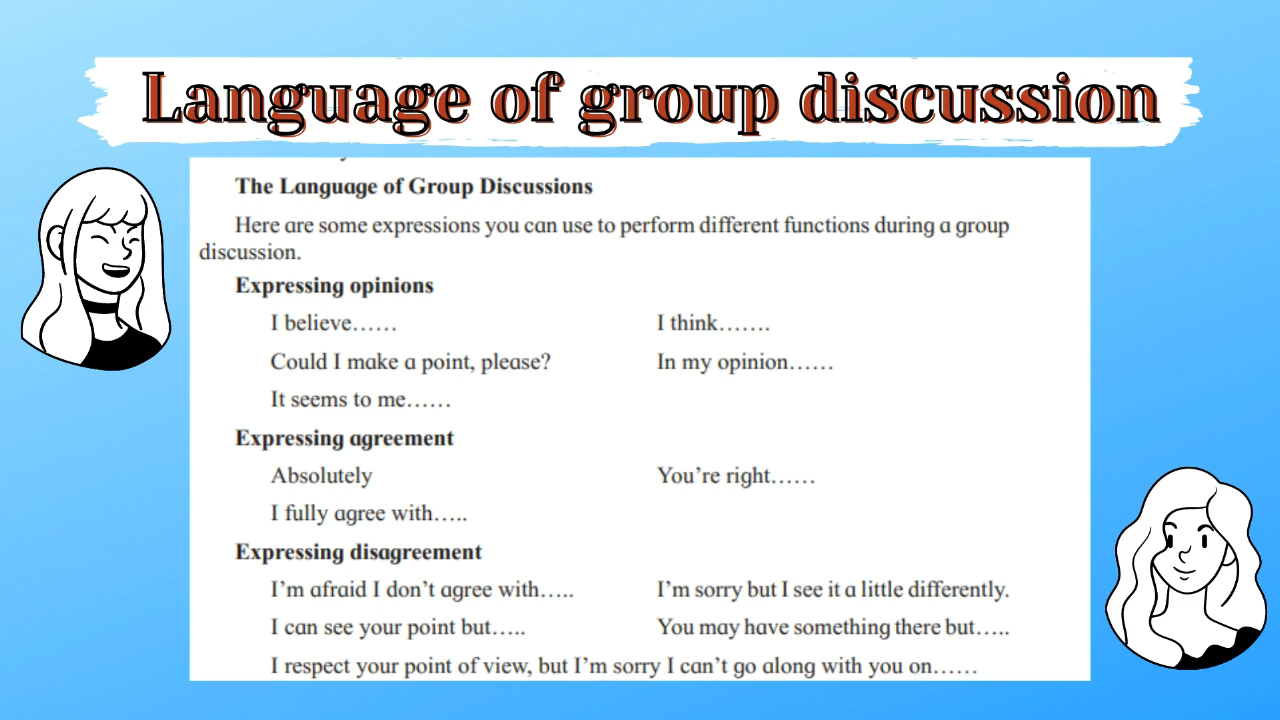 Language of group discussion
The Language of Group Discussions
Here are some expressions you can use to perform different functions during a group
discussion.
Expressing opinions
I believe…… I think…….
Could I make a point, please? In my opinion……
It seems to me……
Expressing agreement
Absolutely You’re right……
I fully agree with…..
Expressing disagreement
I’m afraid I don’t agree with….. I’m sorry but I see it a little differently.
I can see your point but….. You may have something there but…..
I respect your point of view, but I’m sorry I can’t go along with you on……